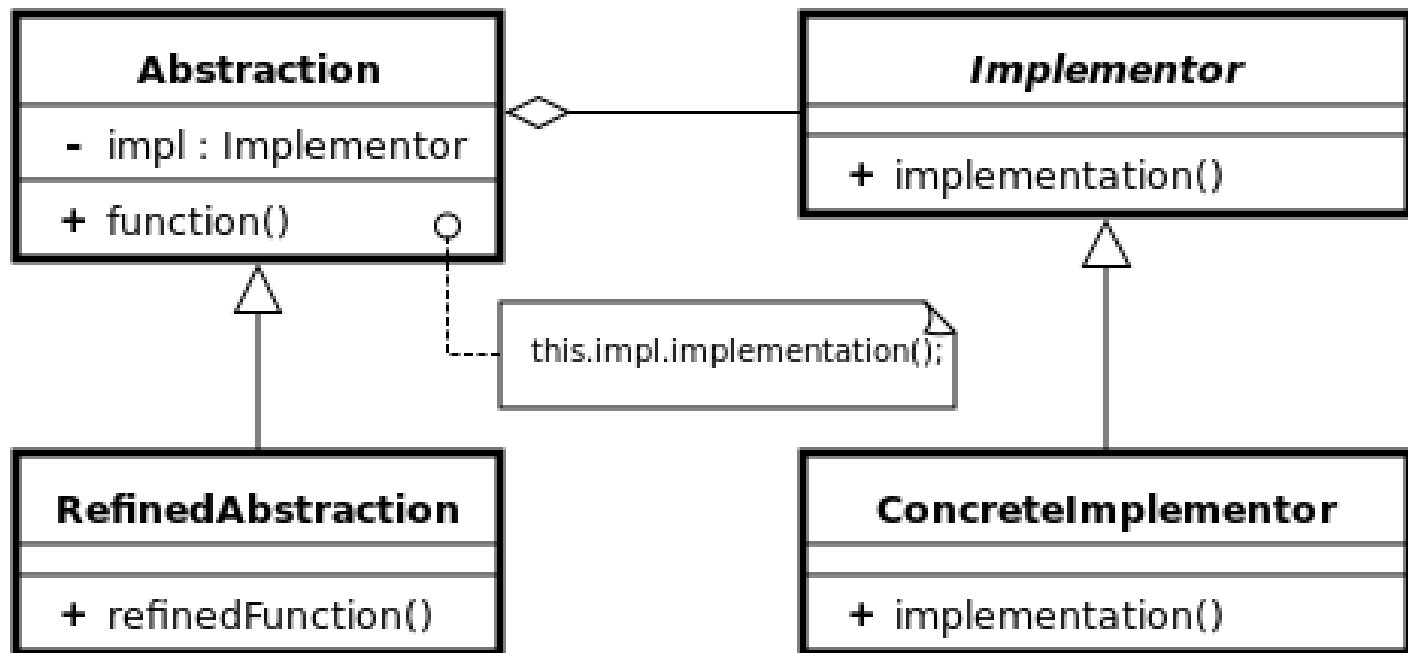 Abstraction
- impl : Implementor
+ function()
Implementor
+ implementation()
this.impl.implementation();
RefinedAbstraction
+ refinedFunction()
ConcreteImplementor
+ implementation()